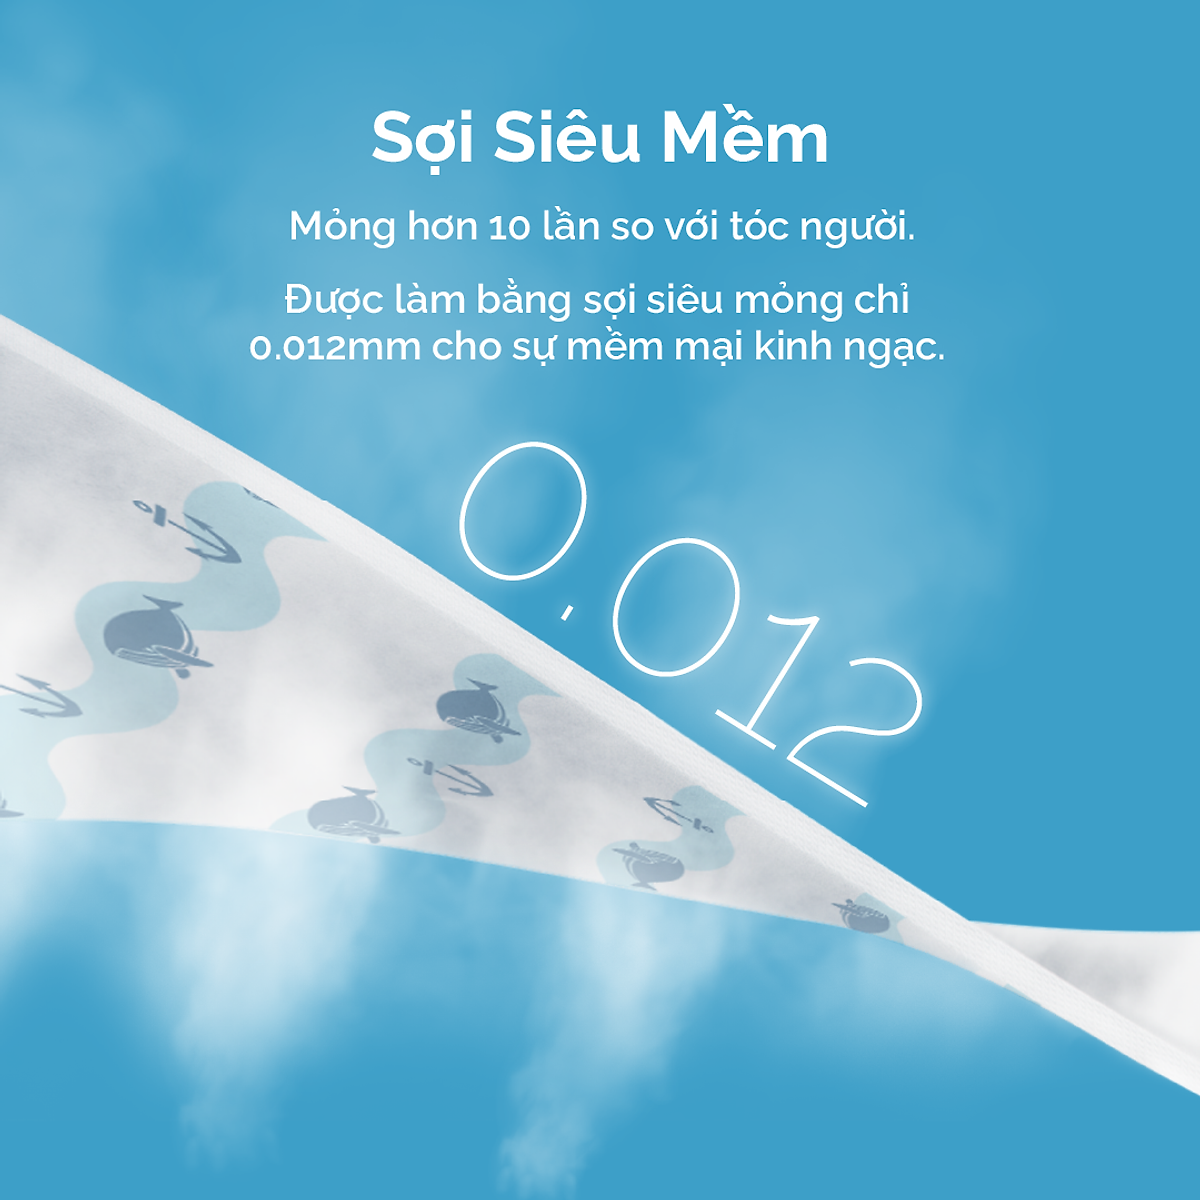 Sợi Siêu Mềm
Mỏng hơn 10 lần so với tóc người.
Được làm bằng sợi siêu mỏng chỉ
0.012mm cho sự mềm mại kinh ngạc.
0,012